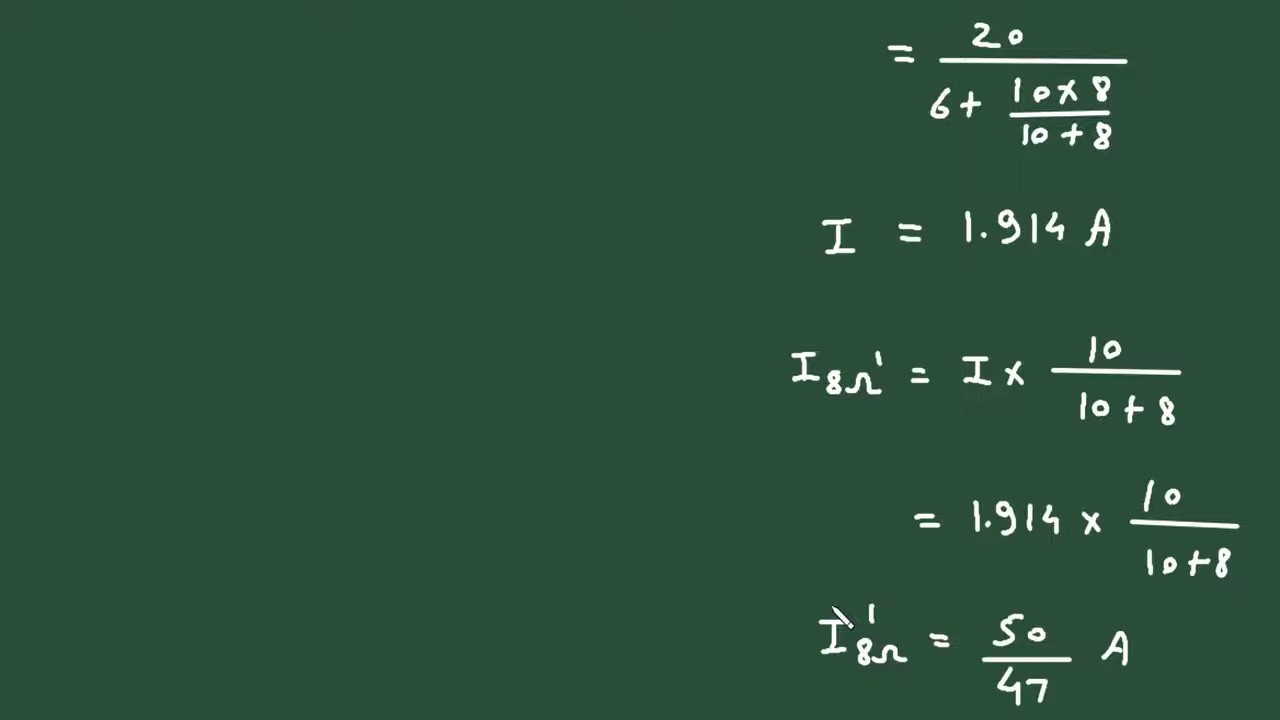 = 20 / (6 + (10 × 8) / (10 + 8))
I = 1.914 A
I8Ω' = I × 10 / (10 + 8)
= 1.914 × 10 / (10 + 8)
I8Ω' = 50 / 47 A